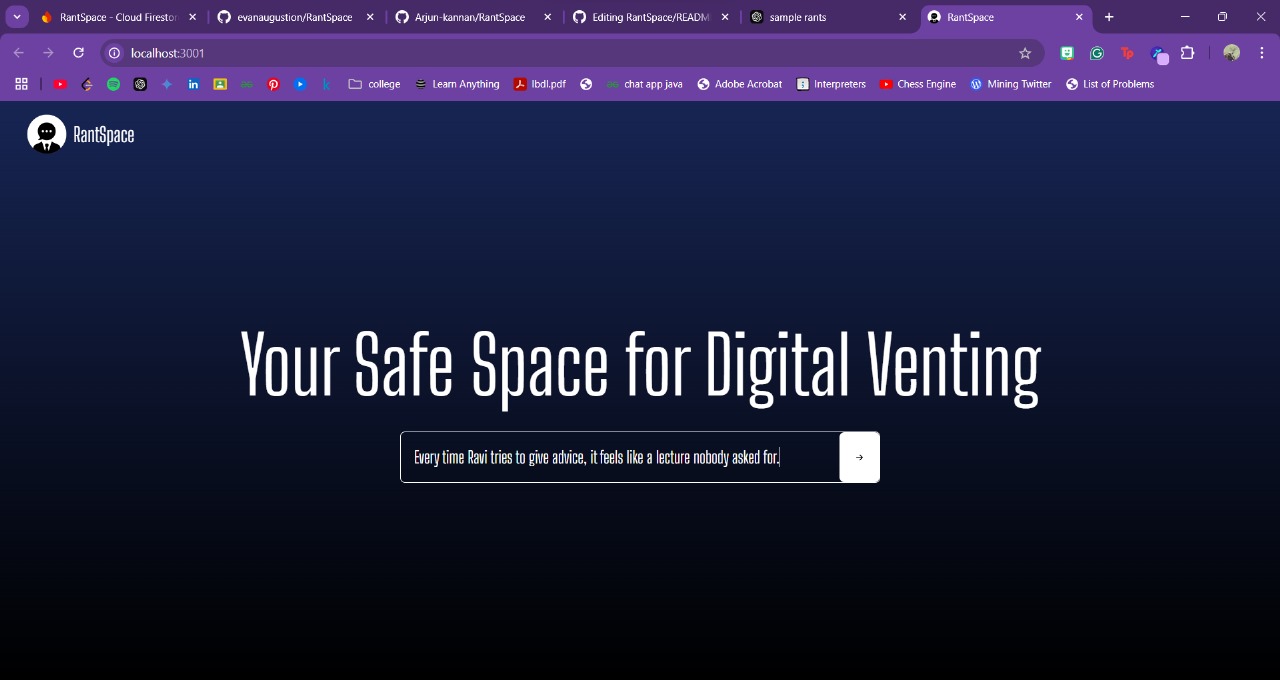 RantSpace - Cloud Firestor
evanaugustion/RantSpace
Arjun-kannan/RantSpace
Editing RantSpace/READM
sample rants
RantSpace
localhost:3001
college
Learn Anything
lbdl.pdf
chat app java
Adobe Acrobat
Interpreters
Chess Engine
Mining Twitter
List of Problems
RantSpace
Your Safe Space for Digital Venting
Every time Ravi tries to give advice, it feels like a lecture nobody asked for.